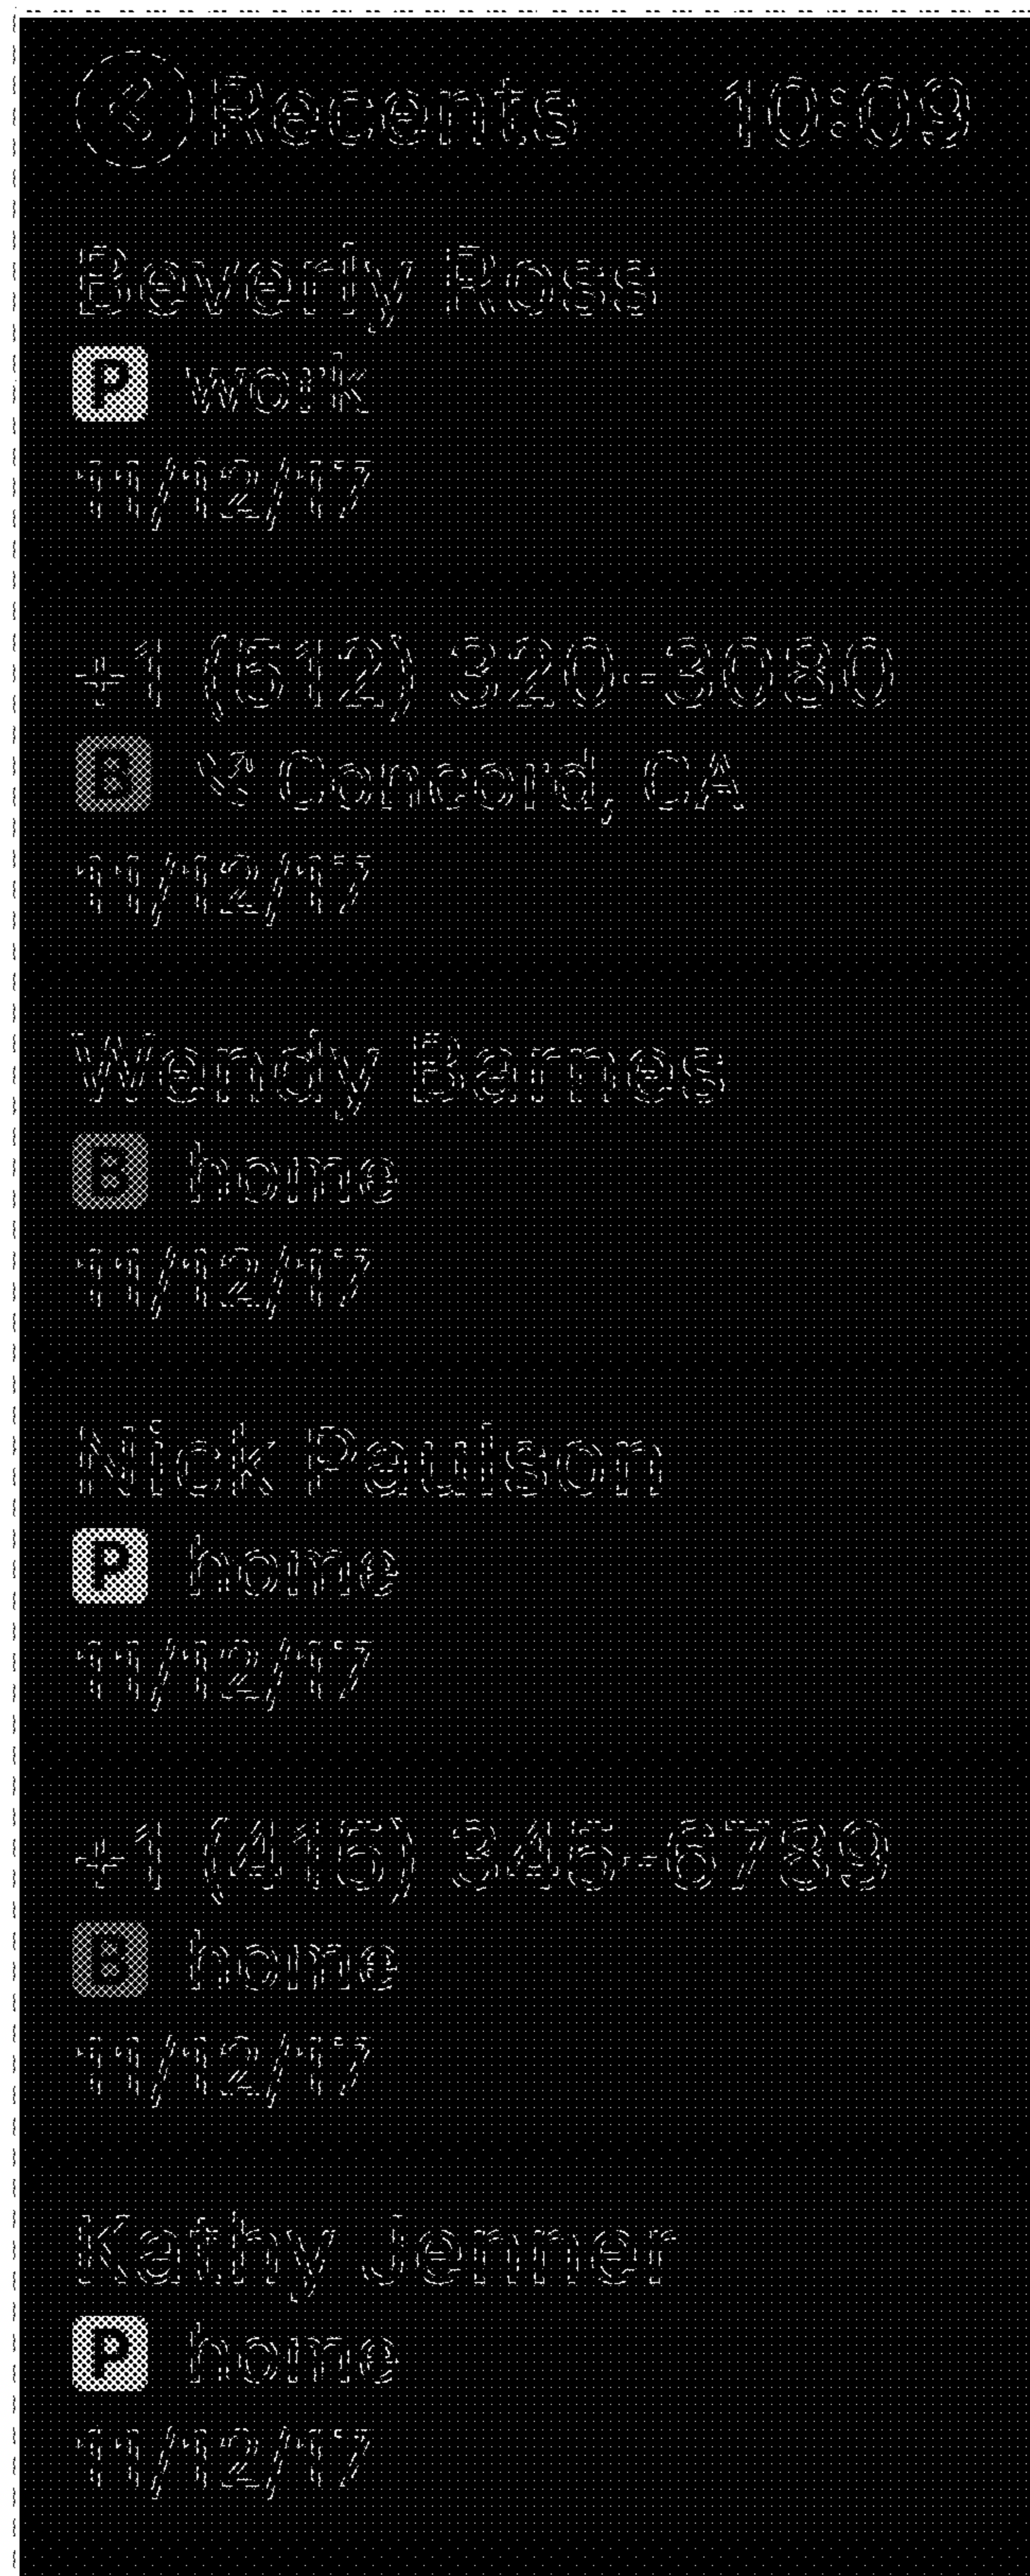 Recents 10:09
Beverly Ross
P work
11/12/17
+1 (512) 320-3080
B Concord, CA
11/12/17
Wendy Barnes
B home
11/12/17
Nick Paulson
P home
11/12/17
+1 (415) 345-6789
B home
11/12/17
Kathy Jenner
P home
11/12/17